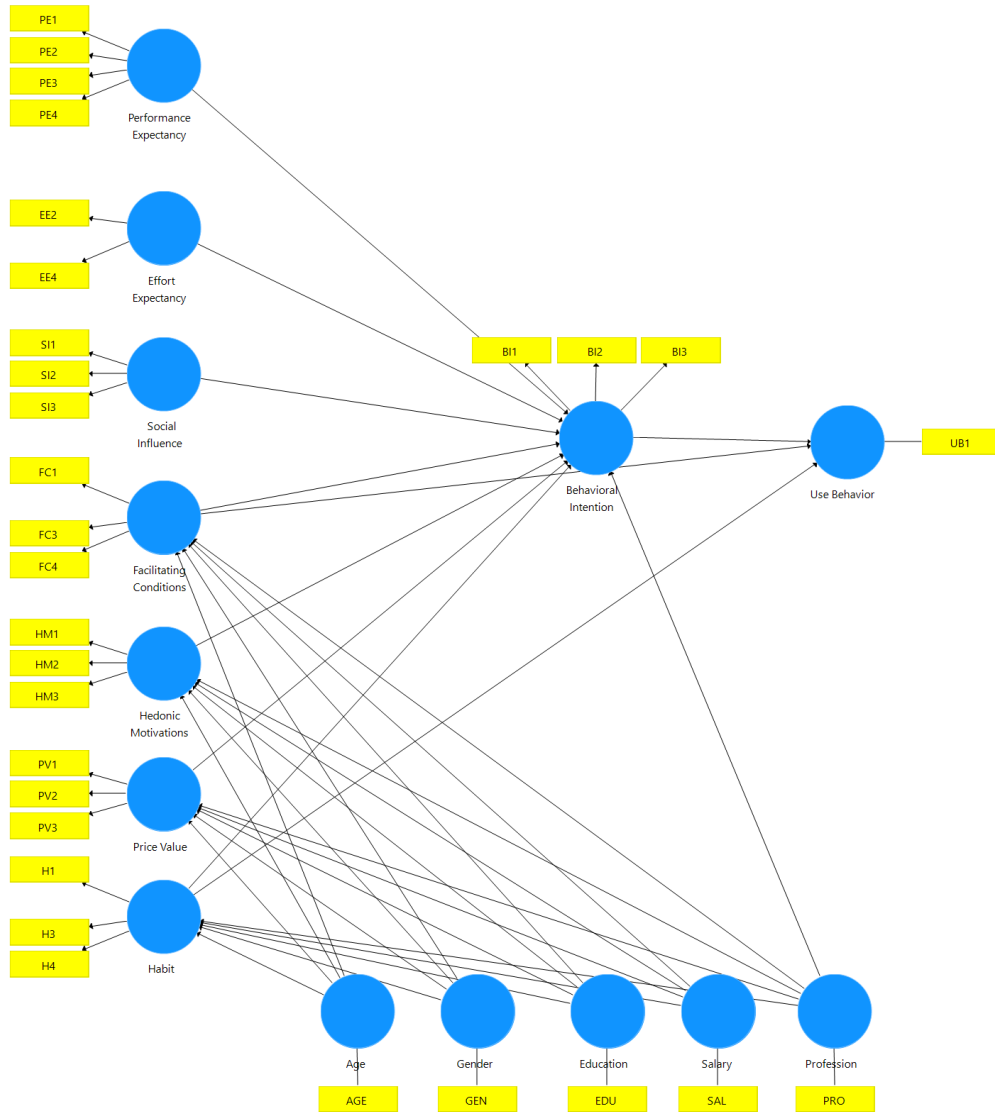 PE1
PE2
PE3
PE4
Performance
Expectancy
EE2
EE4
Effort
Expectancy
SI1
SI2
SI3
Social
Influence
BI1
BI2
BI3
Behavioral
Intention
UB1
Use Behavior
FC1
FC3
FC4
Facilitating
Conditions
HM1
HM2
HM3
Hedonic
Motivations
PV1
PV2
PV3
Price Value
H1
H3
H4
Habit
Age
Gender
Education
Salary
Profession
AGE
GEN
EDU
SAL
PRO